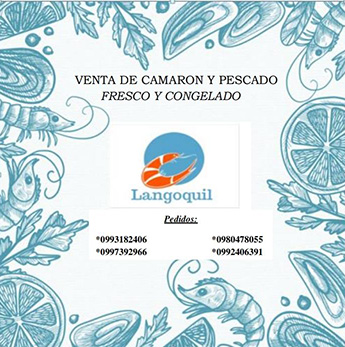 VENTA DE CAMARON Y PESCADO
FRESCO Y CONGELADO
Langoquil
Pedidos:
*0993182406 *0980478055
*0997392966 *0992406391